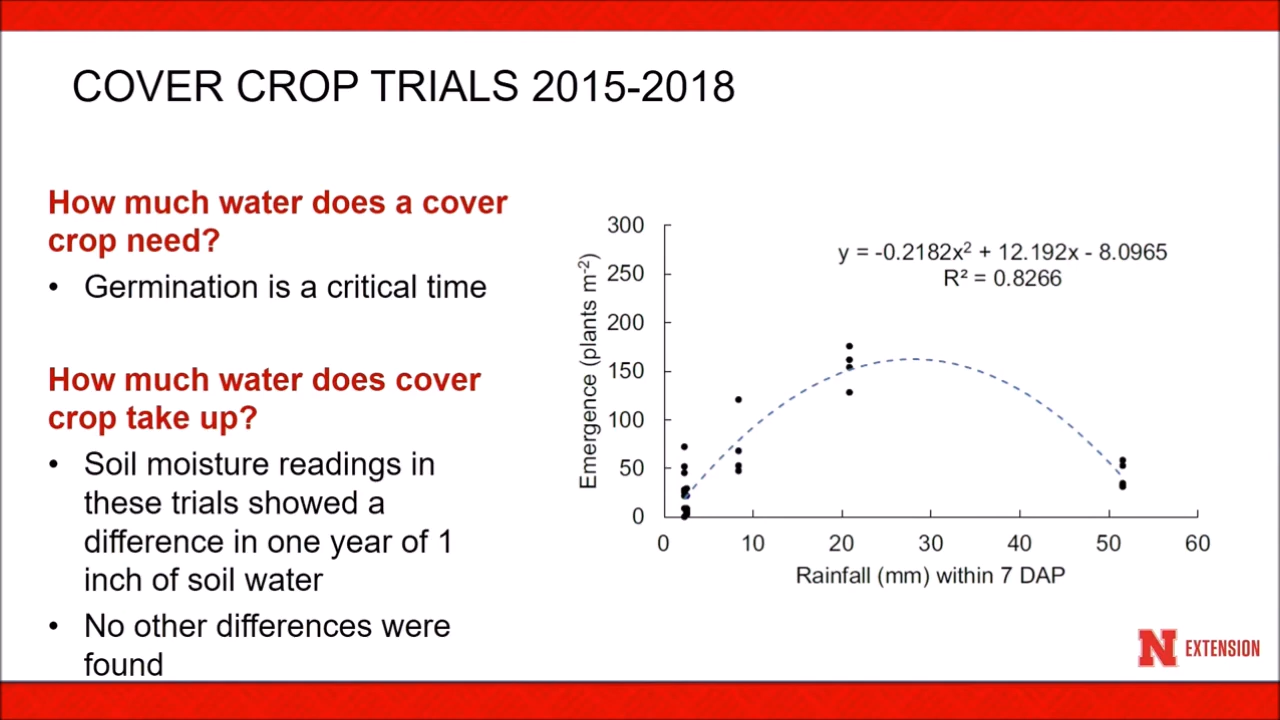 COVER CROP TRIALS 2015-2018
How much water does a cover
crop need?
• Germination is a critical time
How much water does cover
crop take up?
• Soil moisture readings in
these trials showed a
difference in one year of 1
inch of soil water
• No other differences were
found
y = -0.2182x² + 12.192x - 8.0965
R² = 0.8266
Emergence (plants m⁻²)
300
250
200
150
100
50
0
0 10 20 30 40 50 60
Rainfall (mm) within 7 DAP
N EXTENSION